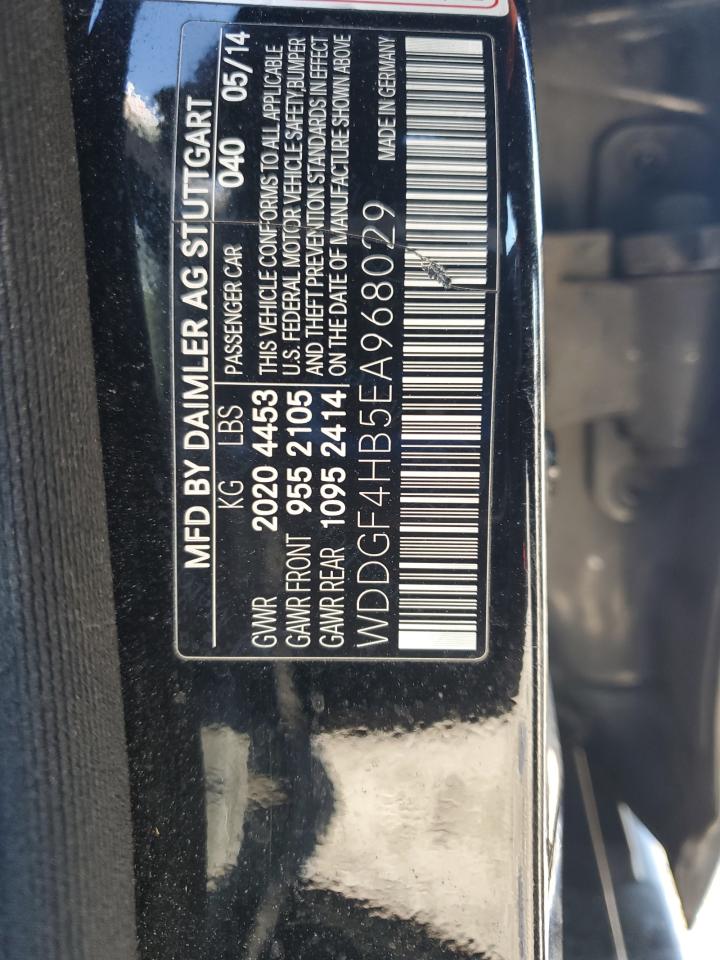 MFD BY DAIMLER AG STUTTGART
KG LBS
GWWR 2020 4453
GAWR FRONT 955 2105
GAWR REAR 1095 2414
PASSENGER CAR 040 05/14
THIS VEHICLE CONFORMS TO ALL APPLICABLE
U.S. FEDERAL MOTOR VEHICLE SAFETY,BUMPER
AND THEFT PREVENTION STANDARDS IN EFFECT
ON THE DATE OF MANUFACTURE SHOWN ABOVE
WDDGF4HB5EA968029 MADE IN GERMANY